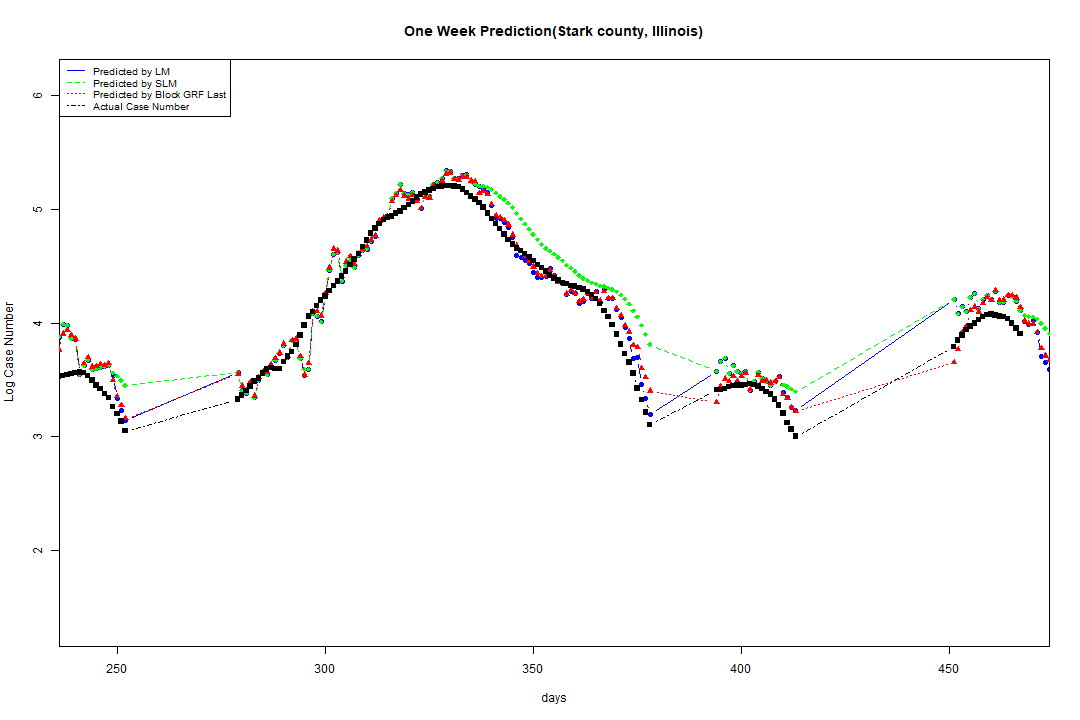 One Week Prediction(Stark county, Illinois)
Predicted by LM
Predicted by SLM
Predicted by Block GRF Last
Actual Case Number
6
5
4
3
2
Log Case Number
250 300 350 400 450
days